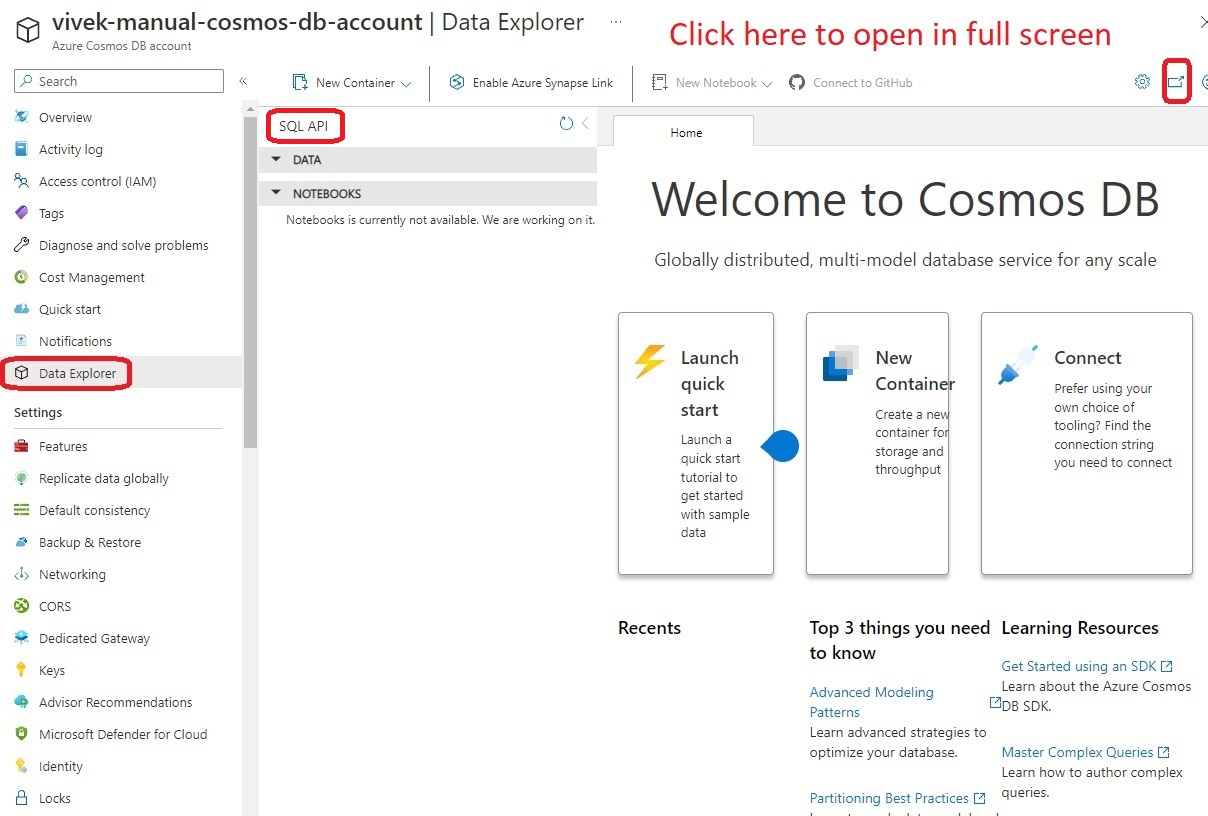 vivek-manual-cosmos-db-account | Data Explorer ...
Azure Cosmos DB account
Click here to open in full screen
Search
«
New Container
Enable Azure Synapse Link
New Notebook
Connect to GitHub
Overview
Activity log
Access control (IAM)
Tags
Diagnose and solve problems
Cost Management
Quick start
Notifications
Data Explorer
Settings
Features
Replicate data globally
Default consistency
Backup & Restore
Networking
CORS
Dedicated Gateway
Keys
Advisor Recommendations
Microsoft Defender for Cloud
Identity
Locks
SQL API
DATA
NOTEBOOKS
Notebooks is currently not available. We are working on it.
Home
Welcome to Cosmos DB
Globally distributed, multi-model database service for any scale
Launch
quick
start
Launch a
quick start
tutorial to
get started
with sample
data
New
Container
Create a new
container for
storage and
throughput
Connect
Prefer using your
own choice of
tooling? Find the
connection string
you need to connect
Recents
Top 3 things you need
to know
Advanced Modeling
Patterns
Learn advanced strategies to
optimize your database.
Partitioning Best Practices
Learning Resources
Get Started using an SDK
Learn about the Azure Cosmos
DB SDK.
Master Complex Queries
Learn how to author complex
queries.